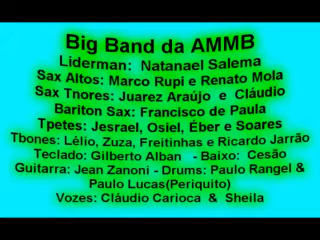 Big Band da AMMB
Liderman:  Natanael Salema
Sax Altos: Marco Rupi e Renato Mola
Sax Tnores: Juarez Araújo  e  Cláudio
Bariton Sax: Francisco de Paula
Tpetes: Jesrael, Osiel, Éber e Soares
Tbones: Lélio, Zuza, Freitinhas e Ricardo Jarrão
Teclado: Gilberto Alban   - Baixo:  Cesão
Guitarra: Jean Zanoni - Drums: Paulo Rangel &
Paulo Lucas(Periquito)
Vozes: Cláudio Carioca  &  Sheila